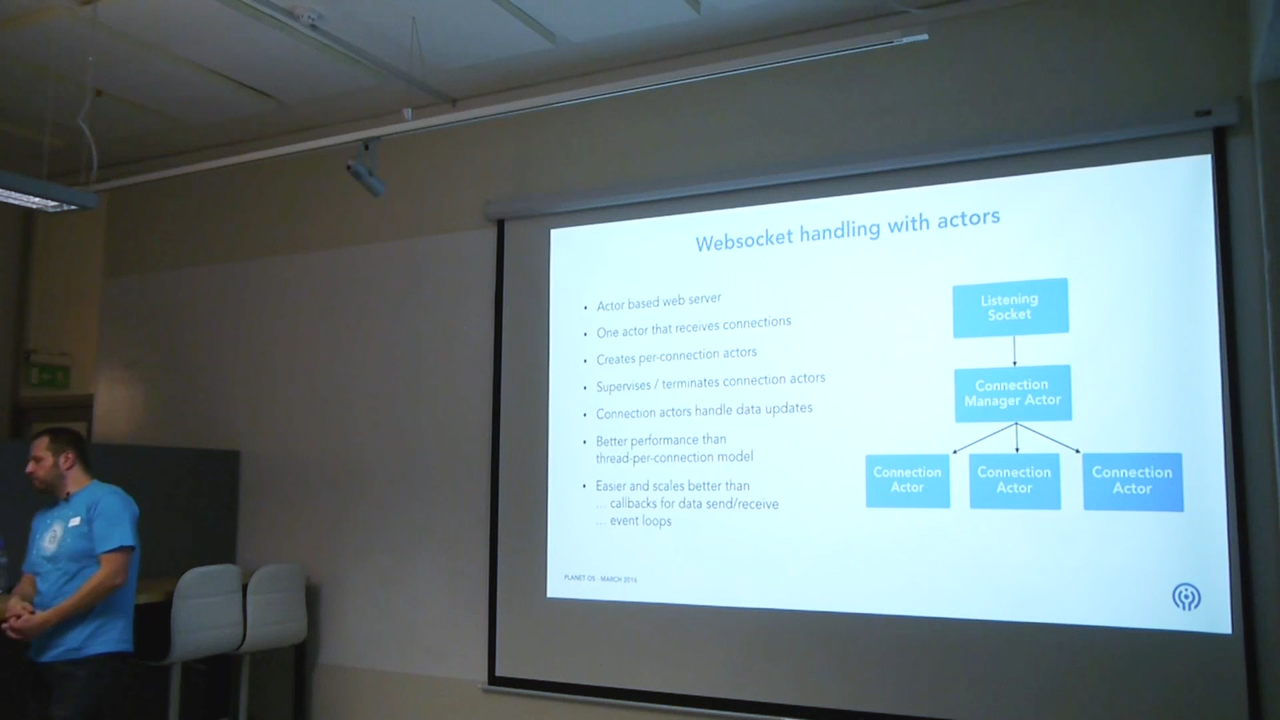 Websocket handling with actors
• Actor based web server
• One actor that receives connections
• Creates per-connection actors
• Supervises / terminates connection actors
• Connection actors handle data updates
• Better performance than
thread-per-connection model
• Easier and scales better than
... callbacks for data send/receive
... event loops
Listening
Socket
Connection
Manager Actor
Connection
Actor
Connection
Actor
Connection
Actor
PLANET OS - MARCH 2016